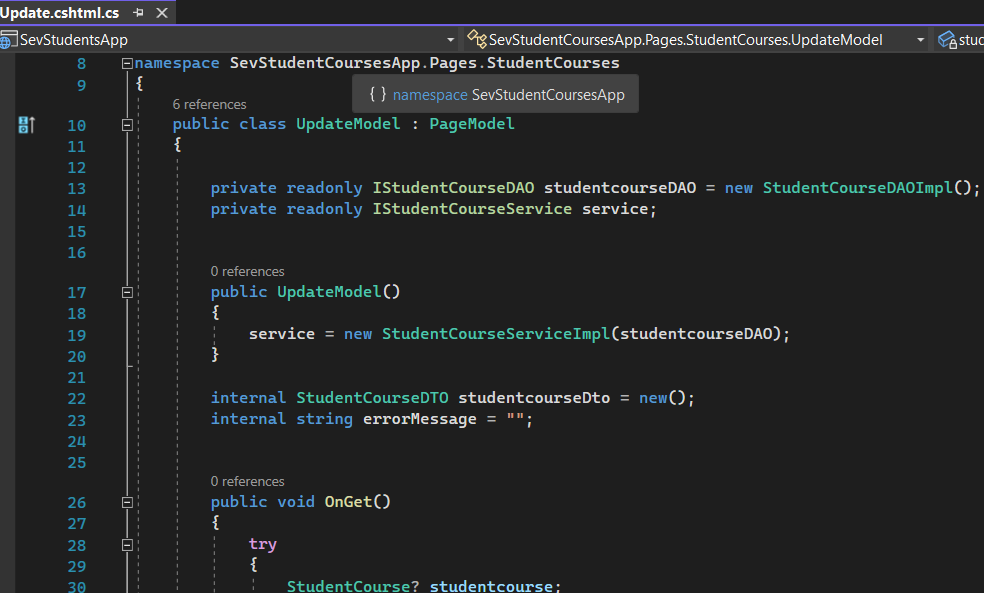 Update.cshtml.cs
SevStudentsApp SevStudentCoursesApp.Pages.StudentCourses.UpdateModel stud
8 namespace SevStudentCoursesApp.Pages.StudentCourses
9 {
{ } namespace SevStudentCoursesApp
6 references
10 public class UpdateModel : PageModel
11 {
12
13 private readonly IStudentCourseDAO studentcourseDAO = new StudentCourseDAOImpl();
14 private readonly IStudentCourseService service;
15
16
0 references
17 public UpdateModel()
18 {
19 service = new StudentCourseServiceImpl(studentcourseDAO);
20 }
21
22 internal StudentCourseDTO studentcourseDto = new();
23 internal string errorMessage = "";
24
25
0 references
26 public void OnGet()
27 {
28 try
29 {
30 StudentCourse? studentcourse;